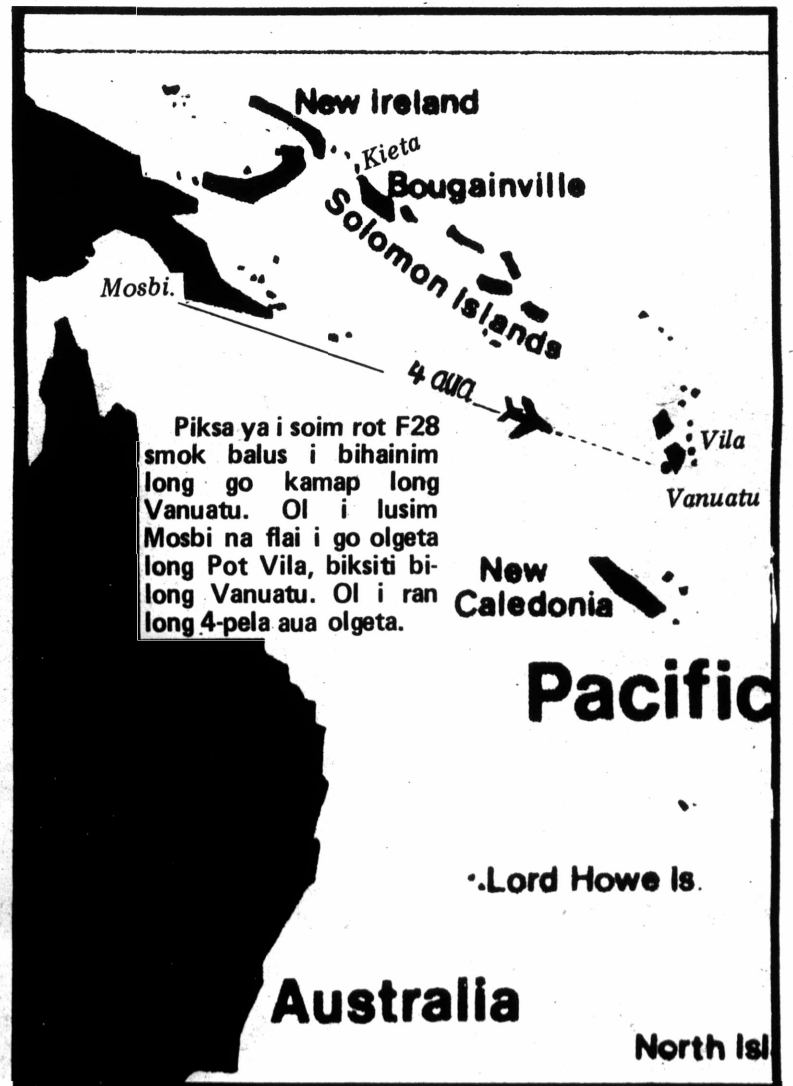 New Ireland
Kieta
Bougainville
Solomon Islands
Mosbi.
4 aua
Vila
Vanuatu
Piksa ya i soim rot F28
smok balus i bihainim
long go kamap long
Vanuatu. Ol i lusim
Mosbi na flai i go olgeta
long Pot Vila, biksiti bi-
long Vanuatu. Ol i ran
long 4-pela aua olgeta.
New
Caledonia
Pacific
Lord Howe Is.
Australia
North Isl